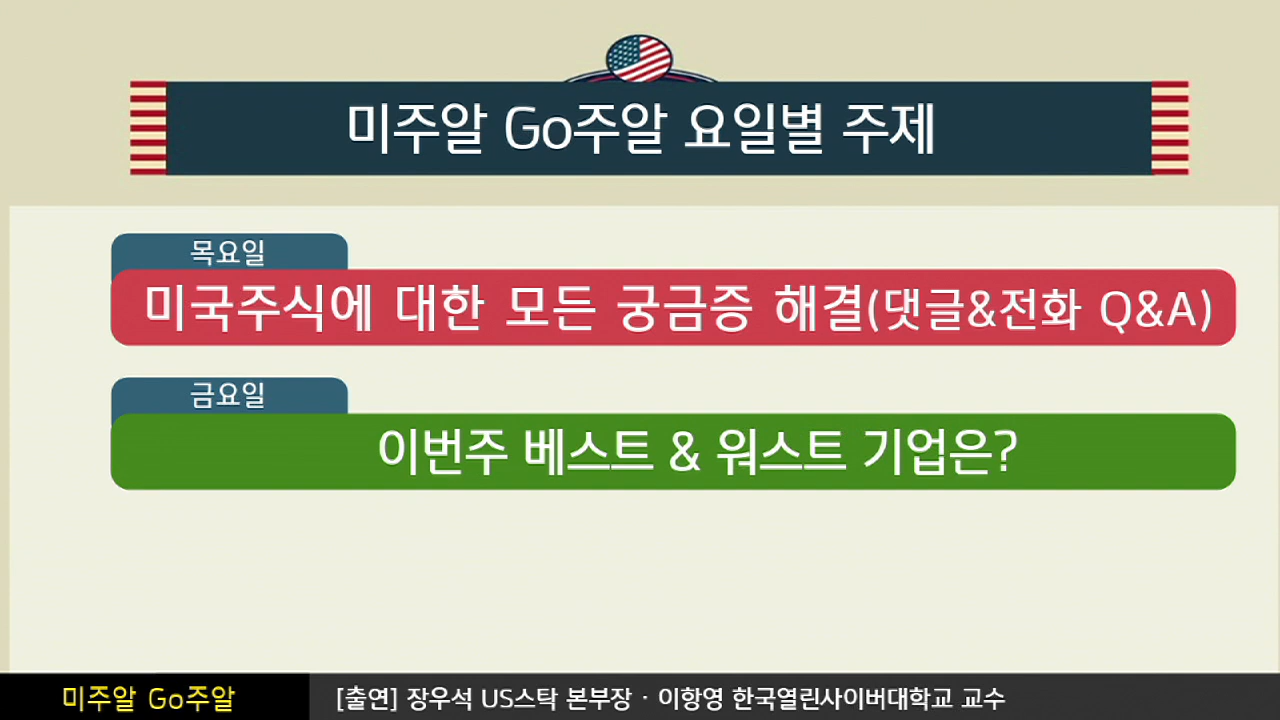 미주알 Go주알 요일별 주제
목요일
미국주식에 대한 모든 궁금증 해결(댓글&전화 Q&A)
금요일
이번주 베스트 & 워스트 기업은?
미주알 Go주알
[출연] 장우석 US스탁 본부장 · 이항영 한국열린사이버대학교 교수